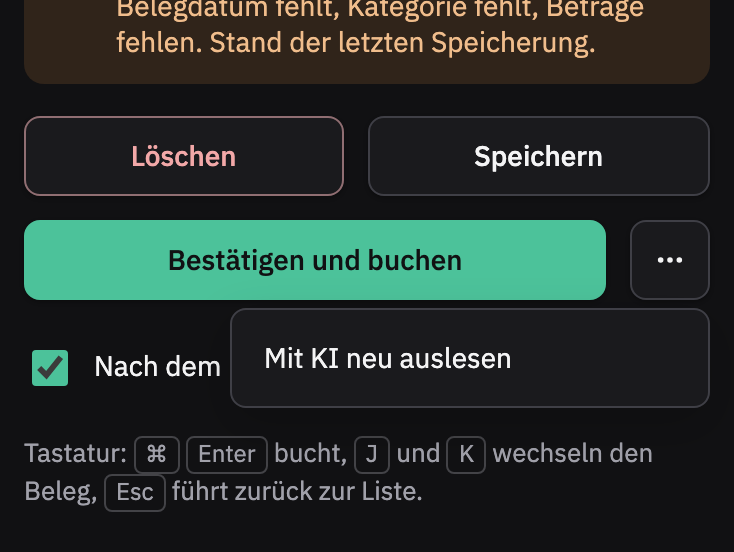 Belegdatum fehlt, Kategorie fehlt, Beträge
fehlen. Stand der letzten Speicherung.
Löschen
Speichern
Bestätigen und buchen
...
Nach dem
Mit KI neu auslesen
Tastatur: ⌘ Enter bucht, J und K wechseln den
Beleg, Esc führt zurück zur Liste.